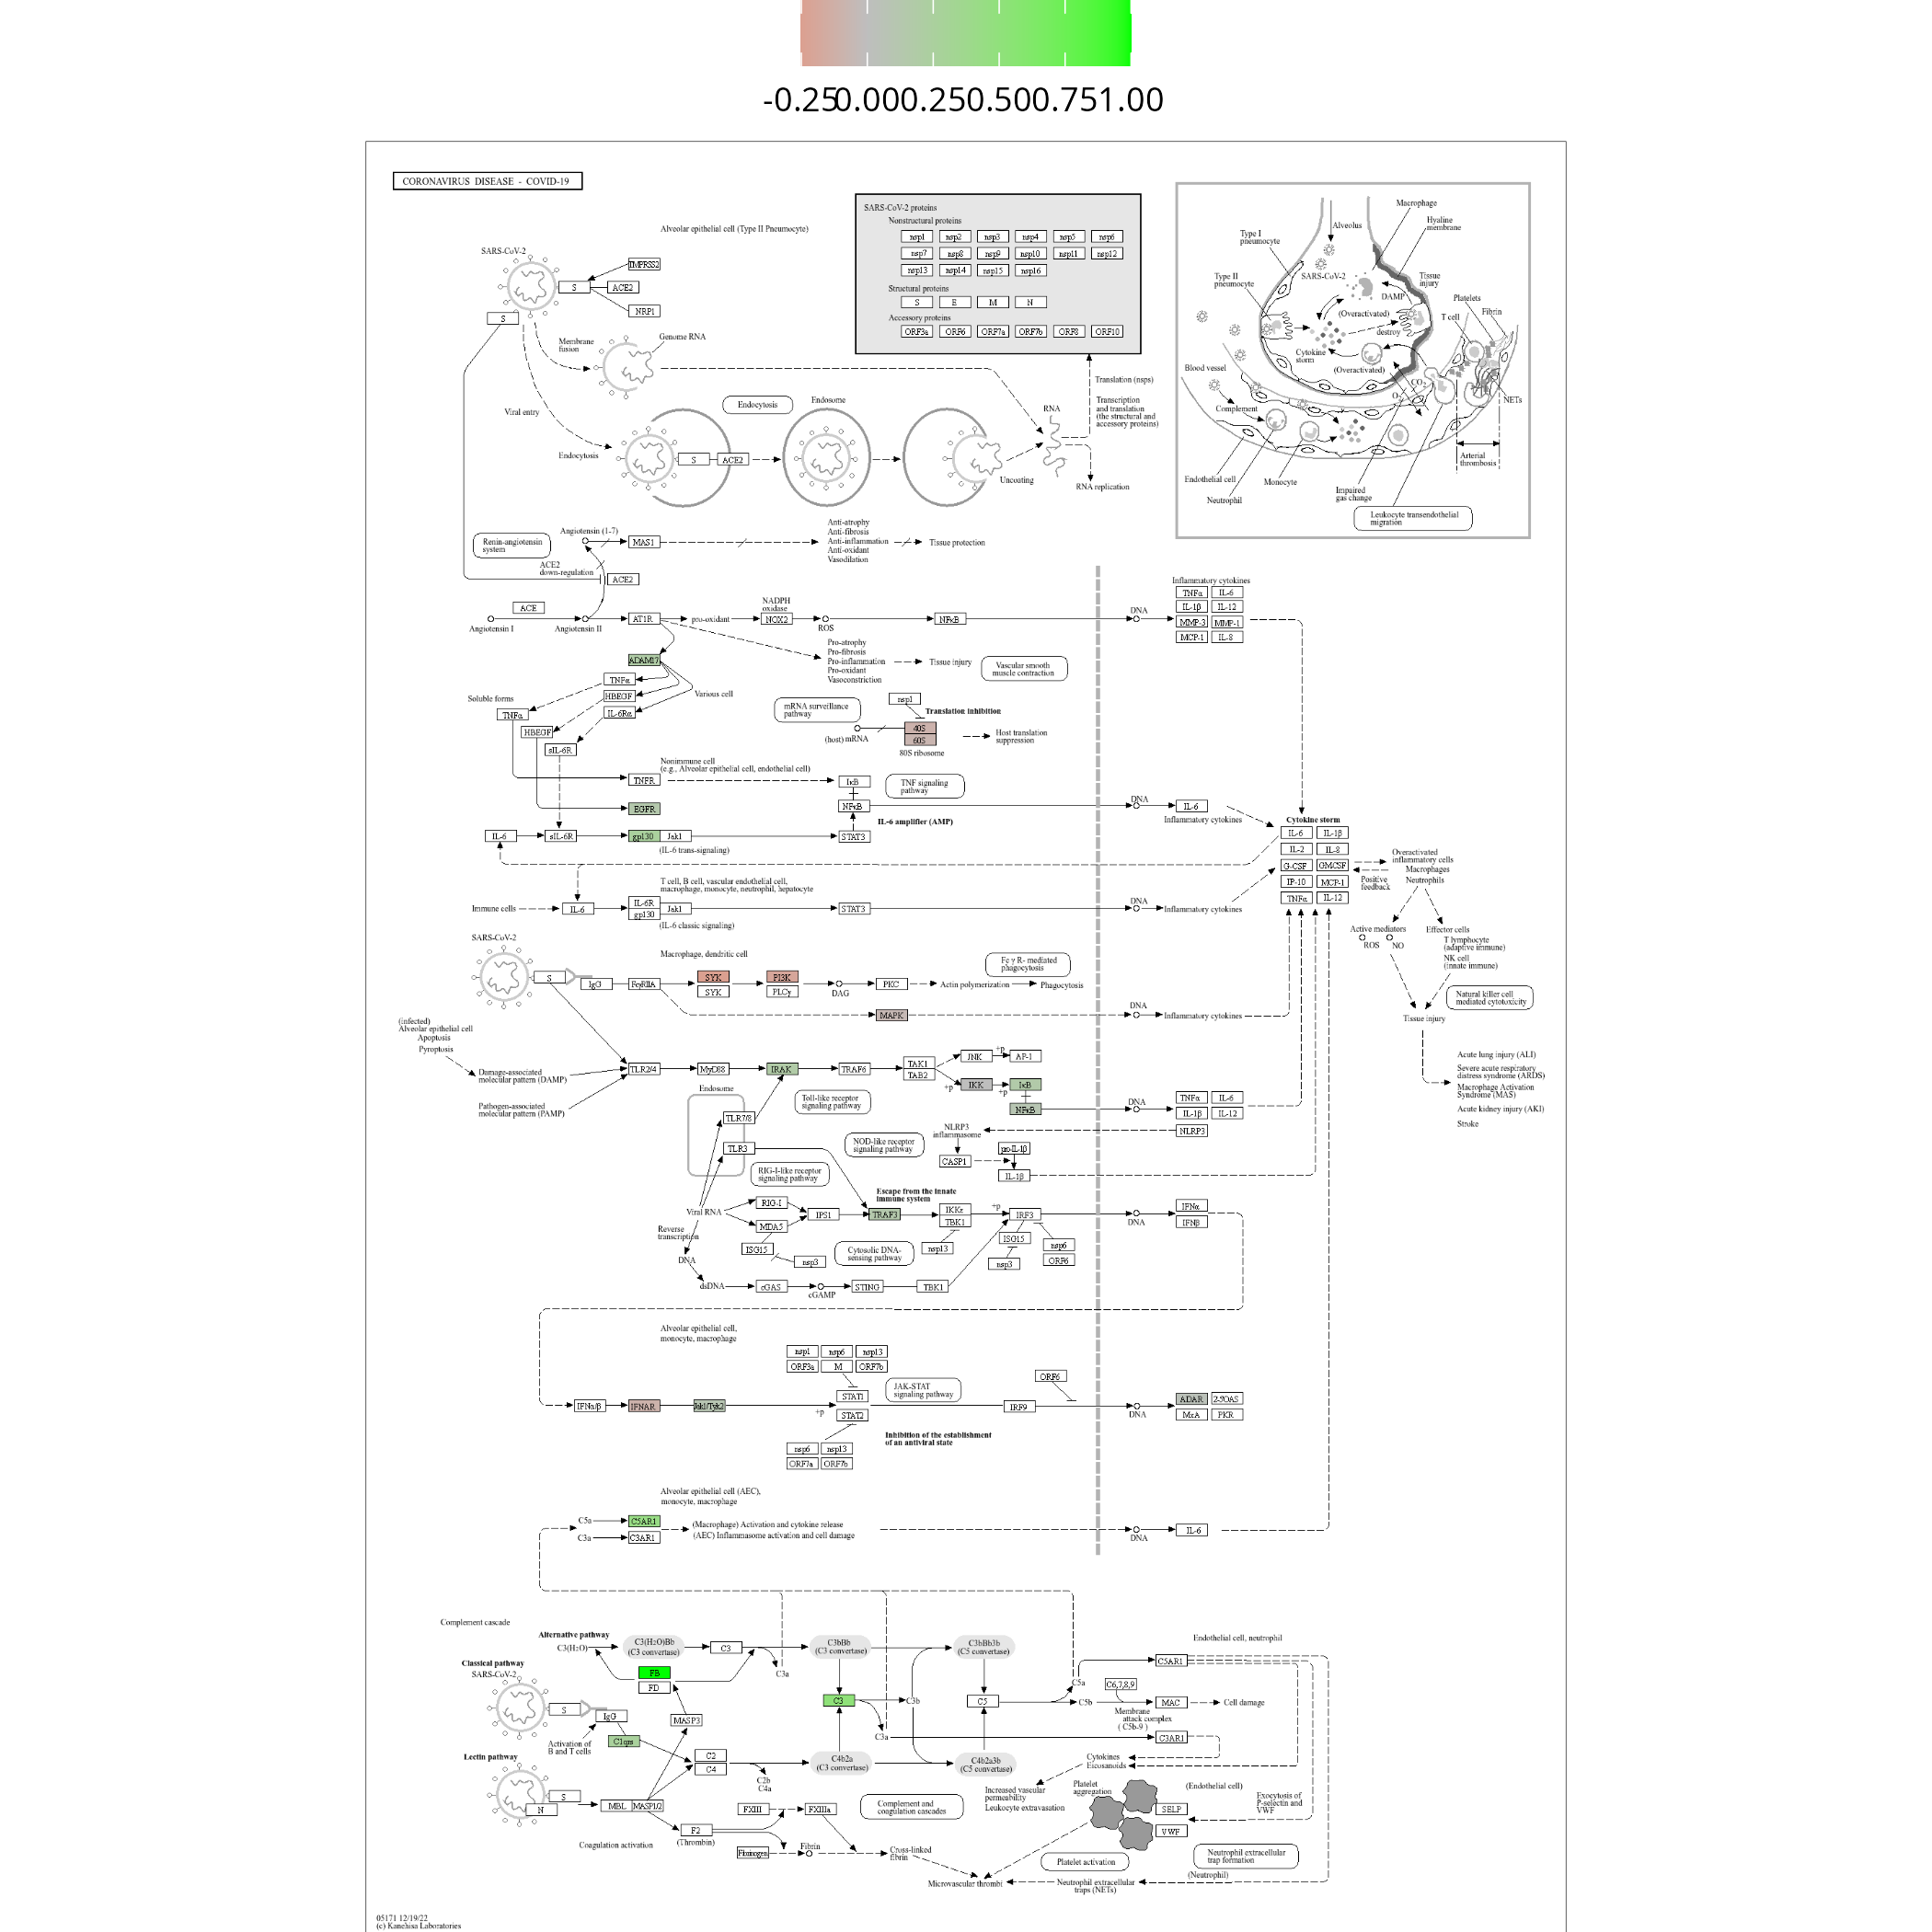 -0.250.000.250.500.751.00
CORONAVIRUS DISEASE - COVID-19
Alveolar epithelial cell (Type II Pneumocyte)
SARS-CoV-2
TMPRSS2
S
ACE2
NRP1
S
Membrane
fusion
Genome RNA
Viral entry
Endocytosis
Endocytosis
Endosome
S
ACE2
Uncoating
RNA
RNA replication
Translation (nsps)
Transcription
and translation
(the structural and
accessory proteins)
SARS-CoV-2 proteins
Nonstructural proteins
nsp1 nsp2 nsp3 nsp4 nsp5 nsp6
nsp7 nsp8 nsp9 nsp10 nsp11 nsp12
nsp13 nsp14 nsp15 nsp16
Structural proteins
S E M N
Accessory proteins
ORF3a ORF6 ORF7a ORF7b ORF8 ORF10
Macrophage
Hyaline
membrane
Alveolus
Type I
pneumocyte
Type II
pneumocyte
SARS-CoV-2
Tissue
injury
DAMP
Platelets
Fibrin
T cell
(Overactivated)
destroy
Cytokine
storm
(Overactivated)
Blood vessel
CO2
O2
NETs
Complement
Arterial
thrombosis
Endothelial cell
Neutrophil
Monocyte
Impaired
gas change
Leukocyte transendothelial
migration
Renin-angiotensin
system
Angiotensin (1-7)
MAS1
Anti-atrophy
Anti-fibrosis
Anti-inflammation
Anti-oxidant
Vasodilation
Tissue protection
ACE2
down-regulation
ACE2
ACE
Angiotensin I
Angiotensin II
AT1R
pro-oxidant
NADPH
oxidase
NOX2
ROS
NFκB
DNA
Inflammatory cytokines
TNFα IL-6
IL-1β IL-12
MMP-3 MMP-1
MCP-1 IL-8
Pro-atrophy
Pro-fibrosis
Pro-inflammation
Pro-oxidant
Vasoconstriction
Tissue injury
Vascular smooth
muscle contraction
ADAM17
TNFα
HBEGF
IL-6Rα
Various cell
Soluble forms
TNFα
HBEGF
sIL-6R
mRNA surveillance
pathway
nsp1
Translation inhibition
(host) mRNA
40S
60S
80S ribosome
Host translation
suppression
Nonimmune cell
(e.g., Alveolar epithelial cell, endothelial cell)
TNFR
IκB
TNF signaling
pathway
EGFR
NFκB
DNA
IL-6
Inflammatory cytokines
IL-6 amplifier (AMP)
IL-6
sIL-6R
gp130 Jak1
STAT3
(IL-6 trans-signaling)
Cytokine storm
IL-6 IL-1β
IL-2 IL-8
G-CSF GMCSF
IP-10 MCP-1
TNFα IL-12
Overactivated
inflammatory cells
Macrophages
Neutrophils
Positive
feedback
T cell, B cell, vascular endothelial cell,
macrophage, monocyte, neutrophil, hepatocyte
Immune cells
IL-6
IL-6R
gp130
Jak1
STAT3
DNA
Inflammatory cytokines
(IL-6 classic signaling)
Active mediators
ROS NO
Effector cells
T lymphocyte
(adaptive immune)
NK cell
(innate immune)
Natural killer cell
mediated cytotoxicity
Tissue injury
Acute lung injury (ALI)
Severe acute respiratory
distress syndrome (ARDS)
Macrophage Activation
Syndrome (MAS)
Acute kidney injury (AKI)
Stroke
SARS-CoV-2
Macrophage, dendritic cell
S
IgG
FcγRIIA
SYK
SYK
PI3K
PLCγ
DAG
PKC
Actin polymerization
Phagocytosis
Fc γ R- mediated
phagocytosis
MAPK
DNA
Inflammatory cytokines
(infected)
Alveolar epithelial cell
Apoptosis
Pyroptosis
Damage-associated
molecular pattern (DAMP)
Pathogen-associated
molecular pattern (PAMP)
TLR2/4
MyD88
IRAK
TRAF6
TAK1
TAB2
JNK
+p
AP-1
+p
IKK
+p
IκB
NFκB
DNA
TNFα IL-6
IL-1β IL-12
NLRP3
Endosome
TLR7/8
TLR3
Toll-like receptor
signaling pathway
NOD-like receptor
signaling pathway
NLRP3
inflammasome
CASP1
pro-IL-1β
IL-1β
RIG-I-like receptor
signaling pathway
Escape from the innate
immune system
Viral RNA
RIG-I
MDA5
IPS1
TRAF3
IKKε
TBK1
+p
IRF3
DNA
IFNα
IFNβ
Reverse
transcription
ISG15
nsp3
Cytosolic DNA-
sensing pathway
nsp13
ISG15
nsp3
nsp6
ORF6
DNA
dsDNA
cGAS
cGAMP
STING
TBK1
Alveolar epithelial cell,
monocyte, macrophage
nsp1 nsp6 nsp13
ORF3a M ORF7b
JAK-STAT
signaling pathway
ORF6
IFNα/β
IFNAR
Jak1/Tyk2
+p
STAT1
STAT2
IRF9
DNA
ADAR 2-5OAS
MxA PKR
Inhibition of the establishment
of an antiviral state
nsp6 nsp13
ORF7a ORF7b
Alveolar epithelial cell (AEC),
monocyte, macrophage
C5a
C5AR1
C3a
C3AR1
(Macrophage) Activation and cytokine release
(AEC) Inflammasome activation and cell damage
DNA
IL-6
Complement cascade
Alternative pathway
C3(H2O)
C3(H2O)Bb
(C3 convertase)
C3
C3a
C3bBb
(C3 convertase)
C3bBb3b
(C5 convertase)
Endothelial cell, neutrophil
C5AR1
Classical pathway
SARS-CoV-2
FB
FD
C3
C3b
C5
C5a
C5b
C6,7,8,9
MAC
Cell damage
Membrane
attack complex
( C5b-9 )
S
IgG
MASP3
C3a
C3AR1
Activation of
B and T cells
C1qrs
C2
C4
C2b
C4a
C4b2a
(C3 convertase)
C4b2a3b
(C5 convertase)
Cytokines
Eicosanoids
Lectin pathway
S
N
MBL MASP1/2
FXIII
FXIIIa
Complement and
coagulation cascades
Increased vascular
permeability
Leukocyte extravasation
Platelet
aggregation
(Endothelial cell)
SELP
VWF
Exocytosis of
P-selectin and
VWF
F2
(Thrombin)
Coagulation activation
Fibrinogen
Fibrin
Cross-linked
fibrin
Platelet activation
Neutrophil extracellular
trap formation
(Neutrophil)
Microvascular thrombi
Neutrophil extracellular
traps (NETs)
05171 12/19/22
(c) Kanehisa Laboratories